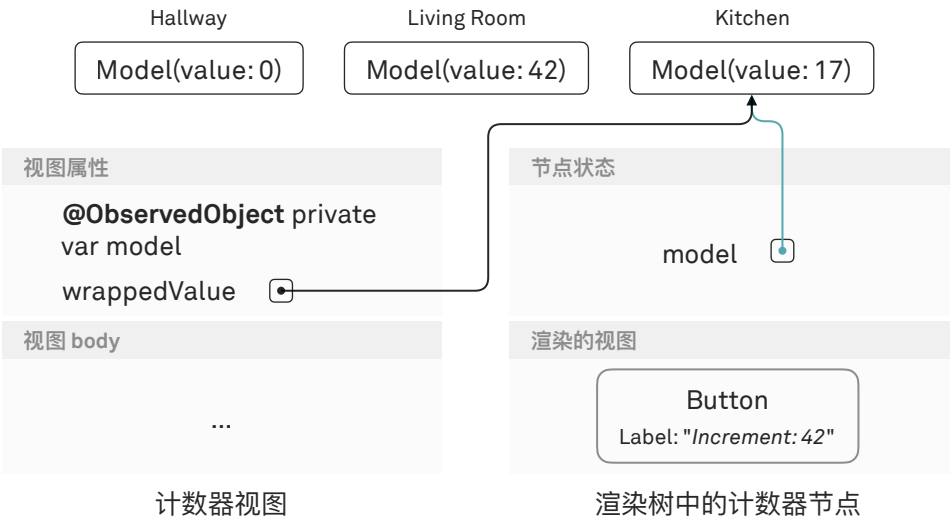 Hallway
Living Room
Kitchen
Model(value: 0)
Model(value: 42)
Model(value: 17)
视图属性
@ObservedObject private
var model
wrappedValue
视图 body
...
计数器视图
节点状态
model
渲染的视图
Button
Label: "Increment: 42"
渲染树中的计数器节点